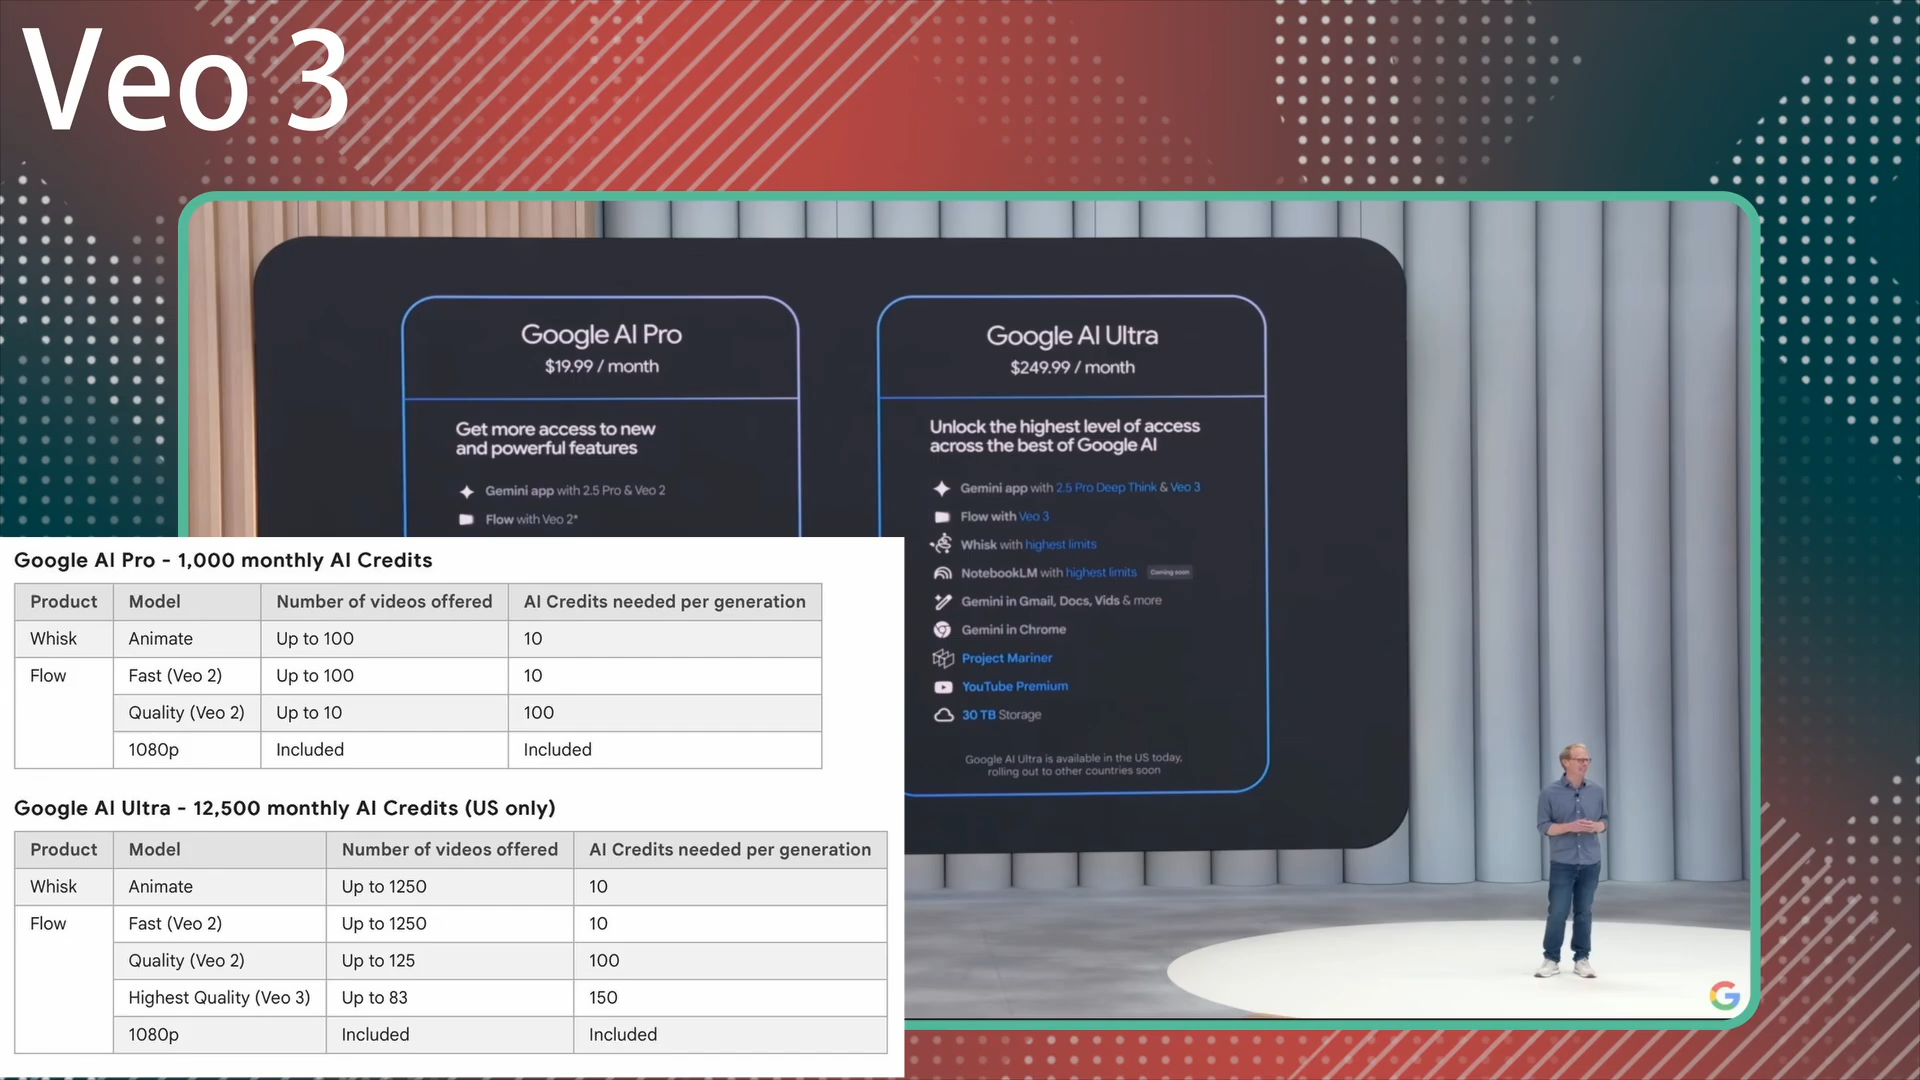 Veo 3
Google AI Pro
$19.99 / month
Get more access to new
and powerful features
Gemini app with 2.5 Pro & Veo 2
Flow with Veo 2*
Google AI Ultra
$249.99 / month
Unlock the highest level of access
across the best of Google AI
Gemini app with 2.5 Pro Deep Think & Veo 3
Flow with Veo 3
Whisk with highest limits
NotebookLM with highest limits Coming soon
Gemini in Gmail, Docs, Vids & more
Gemini in Chrome
Project Mariner
YouTube Premium
30 TB Storage
Google AI Ultra is available in the US today,
rolling out to other countries soon
Google AI Pro - 1,000 monthly AI Credits
Product Model Number of videos offered AI Credits needed per generation
Whisk Animate Up to 100 10
Flow Fast (Veo 2) Up to 100 10
Quality (Veo 2) Up to 10 100
1080p Included Included
Google AI Ultra - 12,500 monthly AI Credits (US only)
Product Model Number of videos offered AI Credits needed per generation
Whisk Animate Up to 1250 10
Flow Fast (Veo 2) Up to 1250 10
Quality (Veo 2) Up to 125 100
Highest Quality (Veo 3) Up to 83 150
1080p Included Included
G